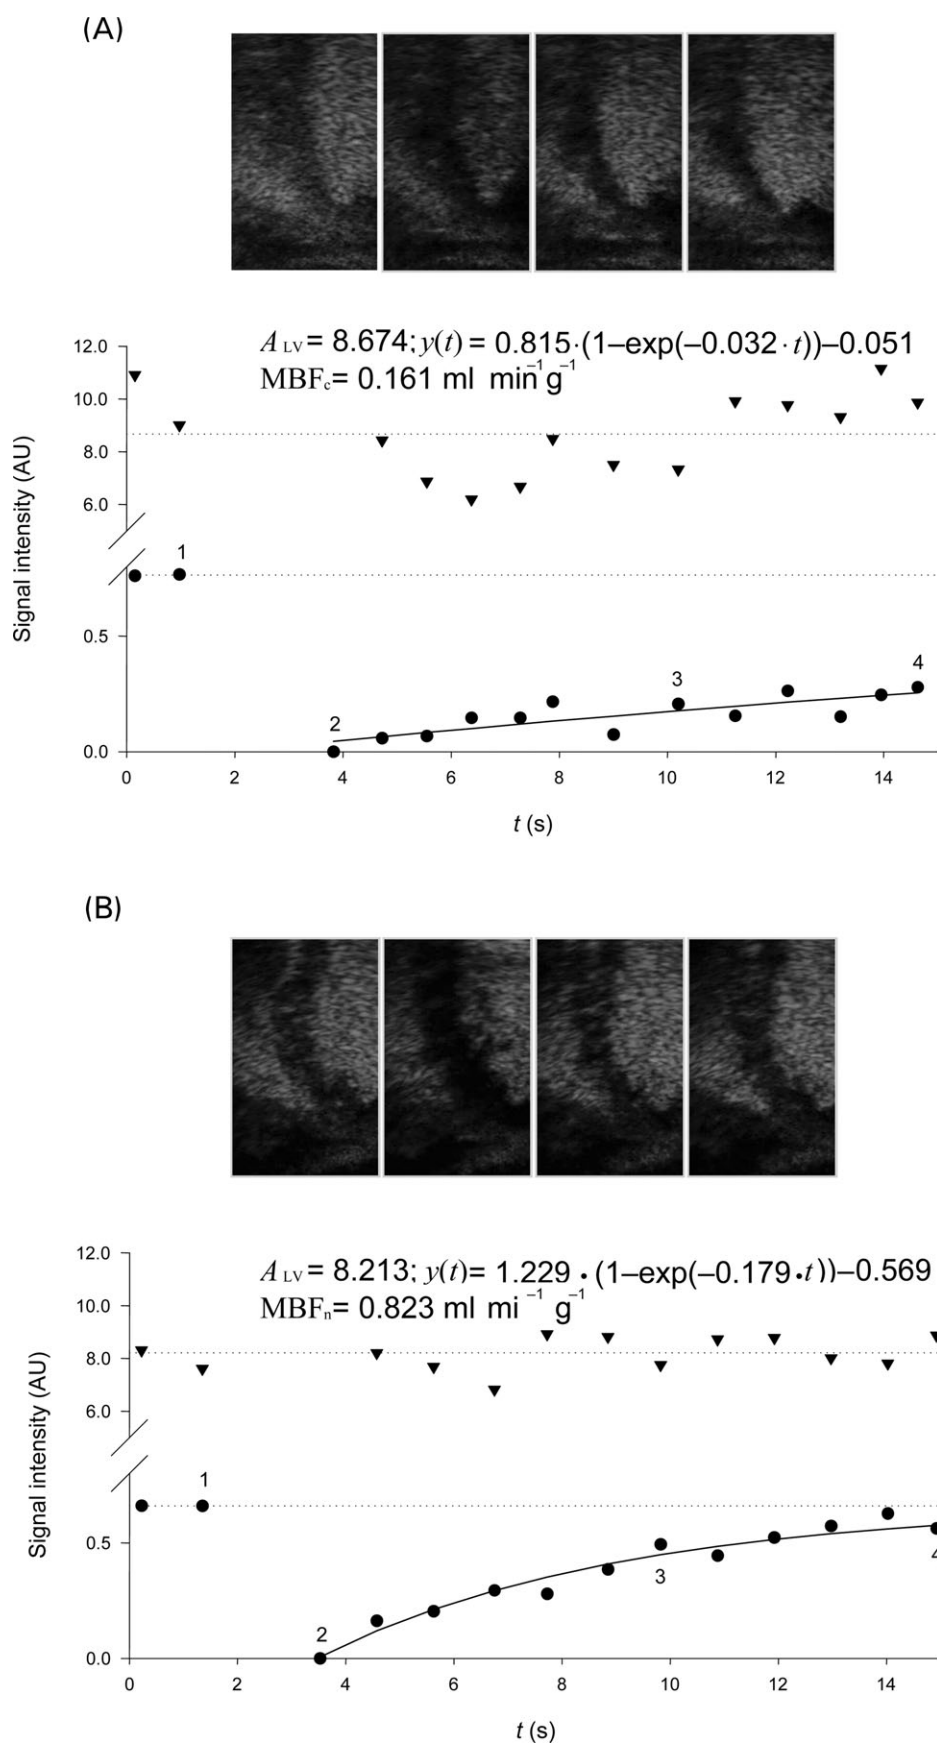 (A)
A LV = 8.674; y(t) = 0.815·(1–exp(–0.032 · t))–0.051
MBFc = 0.161 ml min⁻¹ g⁻¹
12.0
10.0
8.0
6.0
Signal intensity (AU)
1
0.5
2
3
4
0.0
0 2 4 6 8 10 12 14
t (s)
(B)
A LV = 8.213; y(t) = 1.229 · (1–exp(–0.179 ·t))–0.569
MBFn = 0.823 ml mi ⁻¹ g⁻¹
12.0
10.0
8.0
6.0
Signal intensity (AU)
1
0.5
2
3
4
0.0
0 2 4 6 8 10 12 14
t (s)